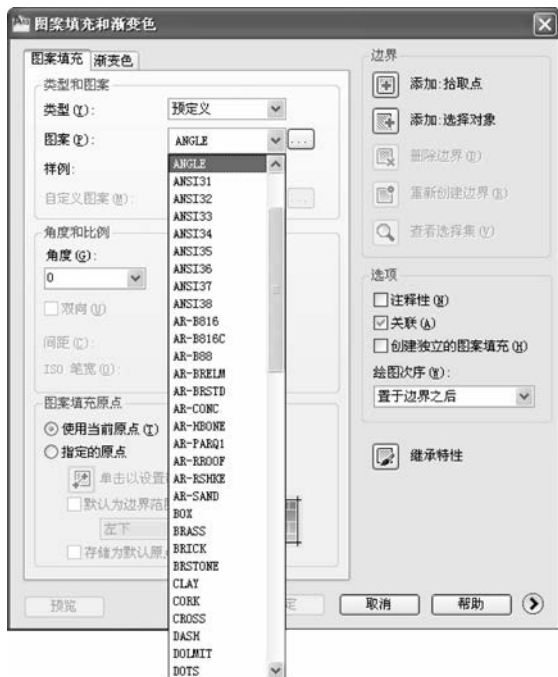 图案填充和渐变色
图案填充 渐变色
类型和图案
类型(Y): 预定义
图案(P): ANGLE ...
样例:
自定义图案(M): ...
ANGLE
ANSI31
ANSI32
ANSI33
ANSI34
ANSI35
ANSI36
ANSI37
ANSI38
AR-B816
AR-B816C
AR-B88
AR-BRELM
AR-BRSTD
AR-CONC
AR-HBONE
AR-PARQ1
AR-RROOF
AR-RSHKE
AR-SAND
BOX
BRASS
BRICK
BRSTONE
CLAY
CORK
CROSS
DASH
DOLMIT
DOTS
角度和比例
角度(G):
0
双向(U)
间距(C):
ISO 笔宽(O):
图案填充原点
使用当前原点(T)
指定的原点
单击以设置
默认为边界范
左下
存储为默认原
预览
定
取消
帮助
边界
添加:拾取点
添加:选择对象
删除边界(D)
重新创建边界(R)
查看选择集(V)
选项
注释性(N)
关联(A)
创建独立的图案填充(H)
绘图次序(W):
置于边界之后
继承特性